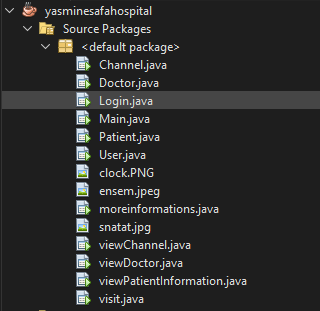 yasminesafahospital
Source Packages
<default package>
Channel.java
Doctor.java
Login.java
Main.java
Patient.java
User.java
clock.PNG
ensem.jpeg
moreinformations.java
snatat.jpg
viewChannel.java
viewDoctor.java
viewPatientInformation.java
visit.java